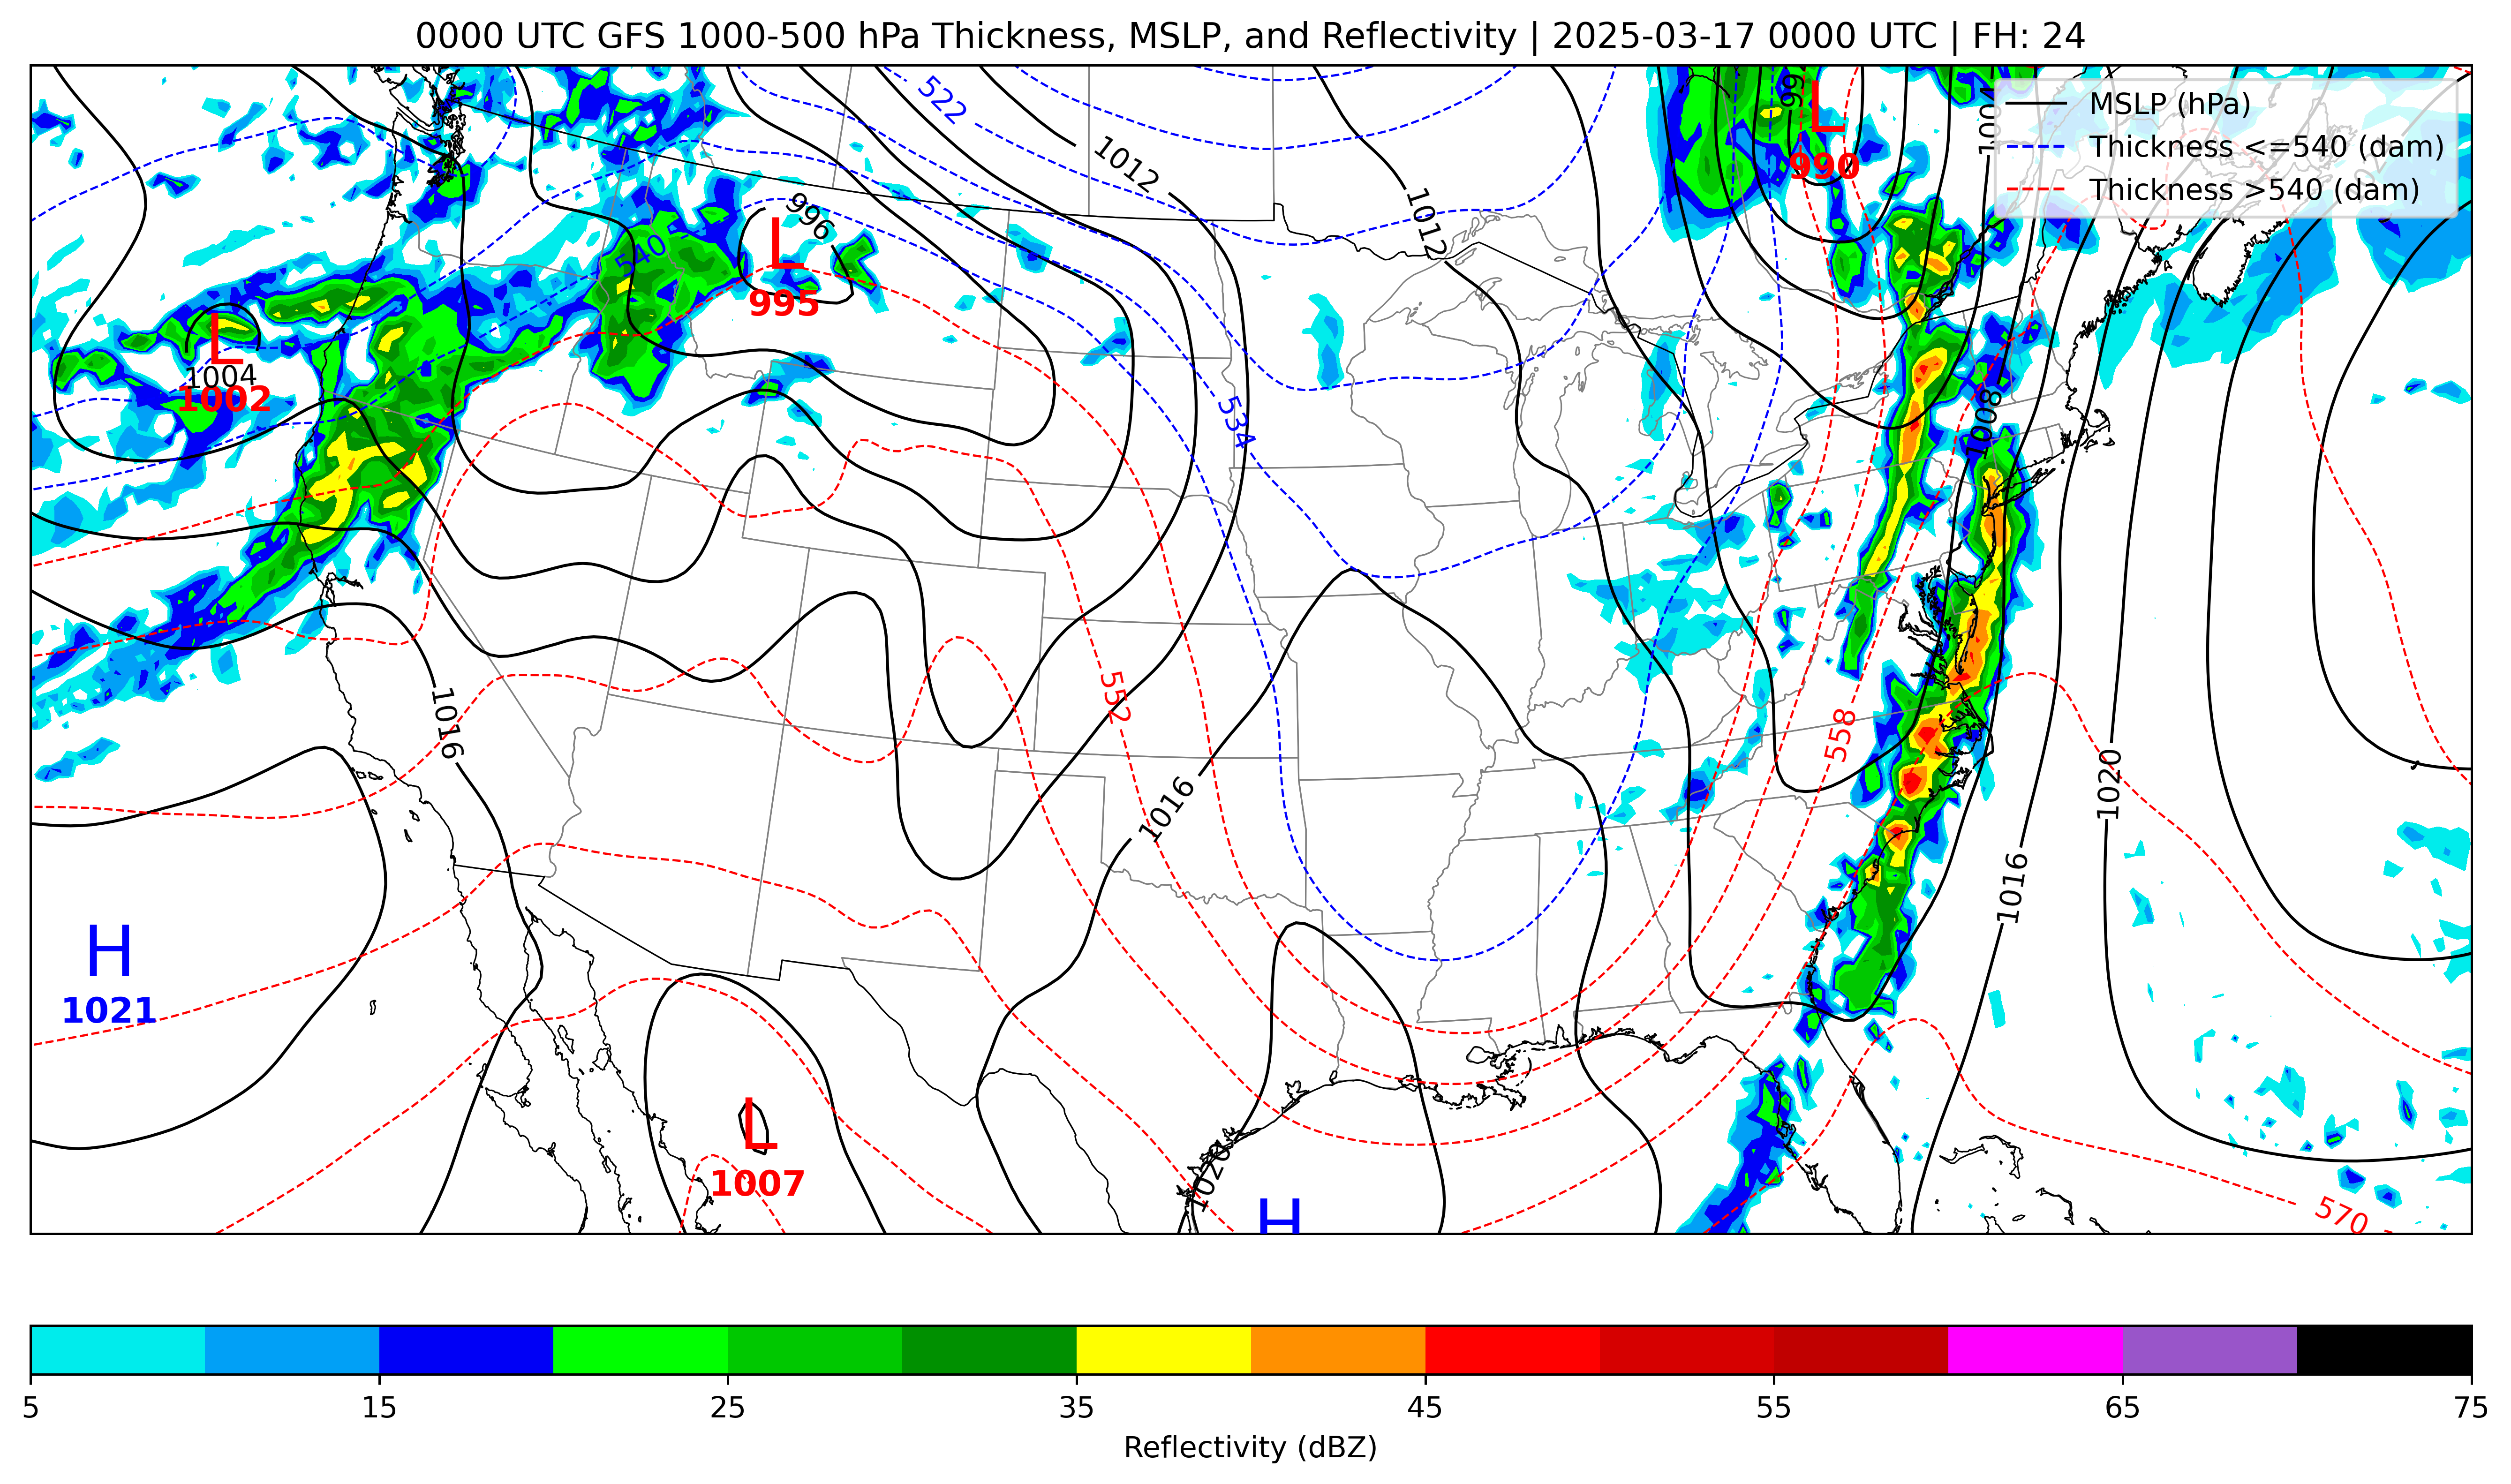 0000 UTC GFS 1000-500 hPa Thickness, MSLP, and Reflectivity | 2025-03-17 0000 UTC | FH: 24
MSLP (hPa)
Thickness <=540 (dam)
Thickness >540 (dam)
522
1012
1012
1004
L
990
996
L
995
540
L
1004
1002
534
1008
1016
552
558
1016
1020
1016
H
1021
L
1007
1020
H
570
5 15 25 35 45 55 65 75
Reflectivity (dBZ)